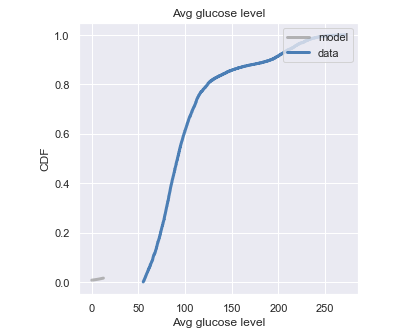 Avg glucose level
model
data
1.0
0.8
0.6
0.4
0.2
0.0
CDF
0 50 100 150 200 250
Avg glucose level